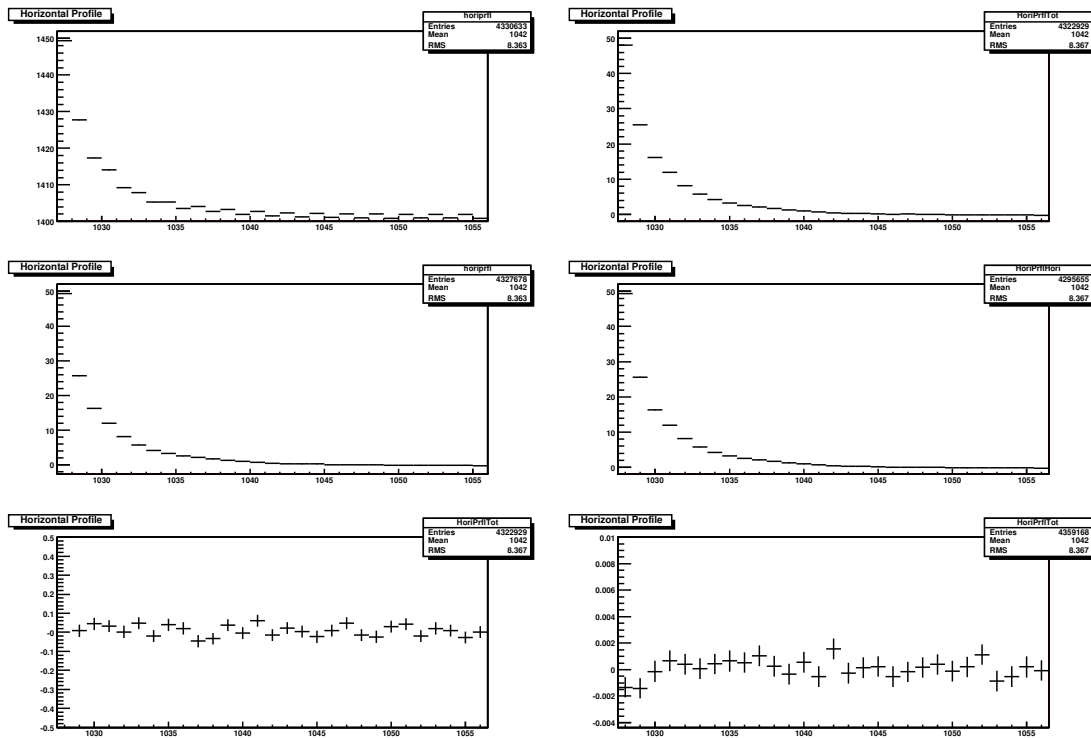 Horizontal Profile
horiprfl
Entries 4330633
Mean 1042
RMS 8.363
1450
1440
1430
1420
1410
1400
1030 1035 1040 1045 1050 1055
Horizontal Profile
HoriPrflTot
Entries 4322929
Mean 1042
RMS 8.367
50
40
30
20
10
0
1030 1035 1040 1045 1050 1055
Horizontal Profile
horiprfl
Entries 4327678
Mean 1042
RMS 8.363
50
40
30
20
10
0
1030 1035 1040 1045 1050 1055
Horizontal Profile
HoriPrflHori
Entries 4295655
Mean 1042
RMS 8.367
50
40
30
20
10
0
1030 1035 1040 1045 1050 1055
Horizontal Profile
HoriPrflTot
Entries 4322929
Mean 1042
RMS 8.367
0.5
0.4
0.3
0.2
0.1
-0
-0.1
-0.2
-0.3
-0.4
-0.5
1030 1035 1040 1045 1050 1055
Horizontal Profile
HoriPrflTot
Entries 4359168
Mean 1042
RMS 8.367
0.01
0.008
0.006
0.004
0.002
0
-0.002
-0.004
1030 1035 1040 1045 1050 1055